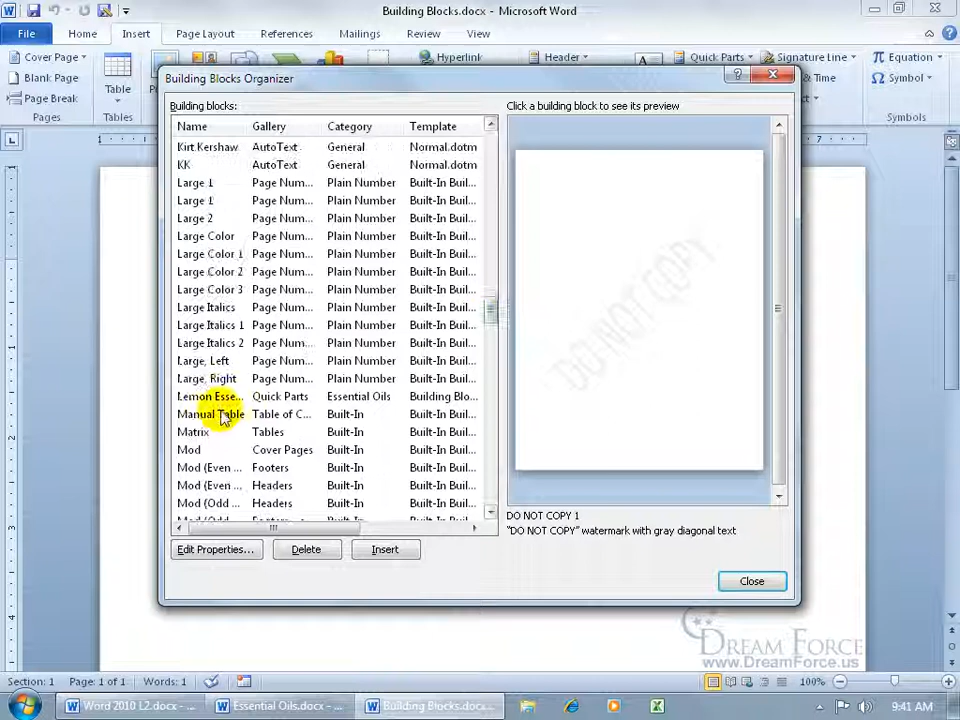 Building Blocks.docx - Microsoft Word
File Home Insert Page Layout References Mailings Review View
Cover Page Hyperlink Header Quick Parts Signature Line Equation
Blank Page & Time Symbol
Page Break Table
Pages Tables Symbols
Building Blocks Organizer
Building blocks: Click a building block to see its preview
Name Gallery Category Template
Kirt Kershaw AutoText General Normal.dotm
KK AutoText General Normal.dotm
Large 1 Page Num... Plain Number Built-In Buil...
Large 1 Page Num... Plain Number Built-In Buil...
Large 2 Page Num... Plain Number Built-In Buil...
Large Color Page Num... Plain Number Built-In Buil...
Large Color 1 Page Num... Plain Number Built-In Buil...
Large Color 2 Page Num... Plain Number Built-In Buil...
Large Color 3 Page Num... Plain Number Built-In Buil...
Large Italics Page Num... Plain Number Built-In Buil...
Large Italics 1 Page Num... Plain Number Built-In Buil...
Large Italics 2 Page Num... Plain Number Built-In Buil...
Large, Left Page Num... Plain Number Built-In Buil...
Large, Right Page Num... Plain Number Built-In Buil...
Lemon Esse... Quick Parts Essential Oils Building Blo...
Manual Table Table of C... Built-In Built-In Buil...
Matrix Tables Built-In Built-In Buil...
Mod Cover Pages Built-In Built-In Buil...
Mod (Even ... Footers Built-In Built-In Buil...
Mod (Even ... Headers Built-In Built-In Buil...
Mod (Odd ... Headers Built-In Built-In Buil...
DO NOT COPY
DO NOT COPY 1
"DO NOT COPY" watermark with gray diagonal text
Edit Properties... Delete Insert
Close
DREAM FORCE
www.DreamForce.us
Section: 1 Page: 1 of 1 Words: 1 100%
Word 2010 L2.docx -... Essential Oils.docx -... Building Blocks.doc... 9:41 AM